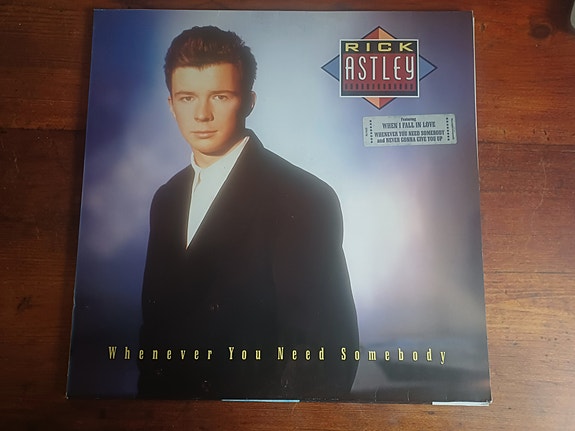 RICK
ASTLEY
Featuring
WHEN I FALL IN LOVE
WHENEVER YOU NEED SOMEBODY
and NEVER GONNA GIVE YOU UP
Whenever You Need Somebody